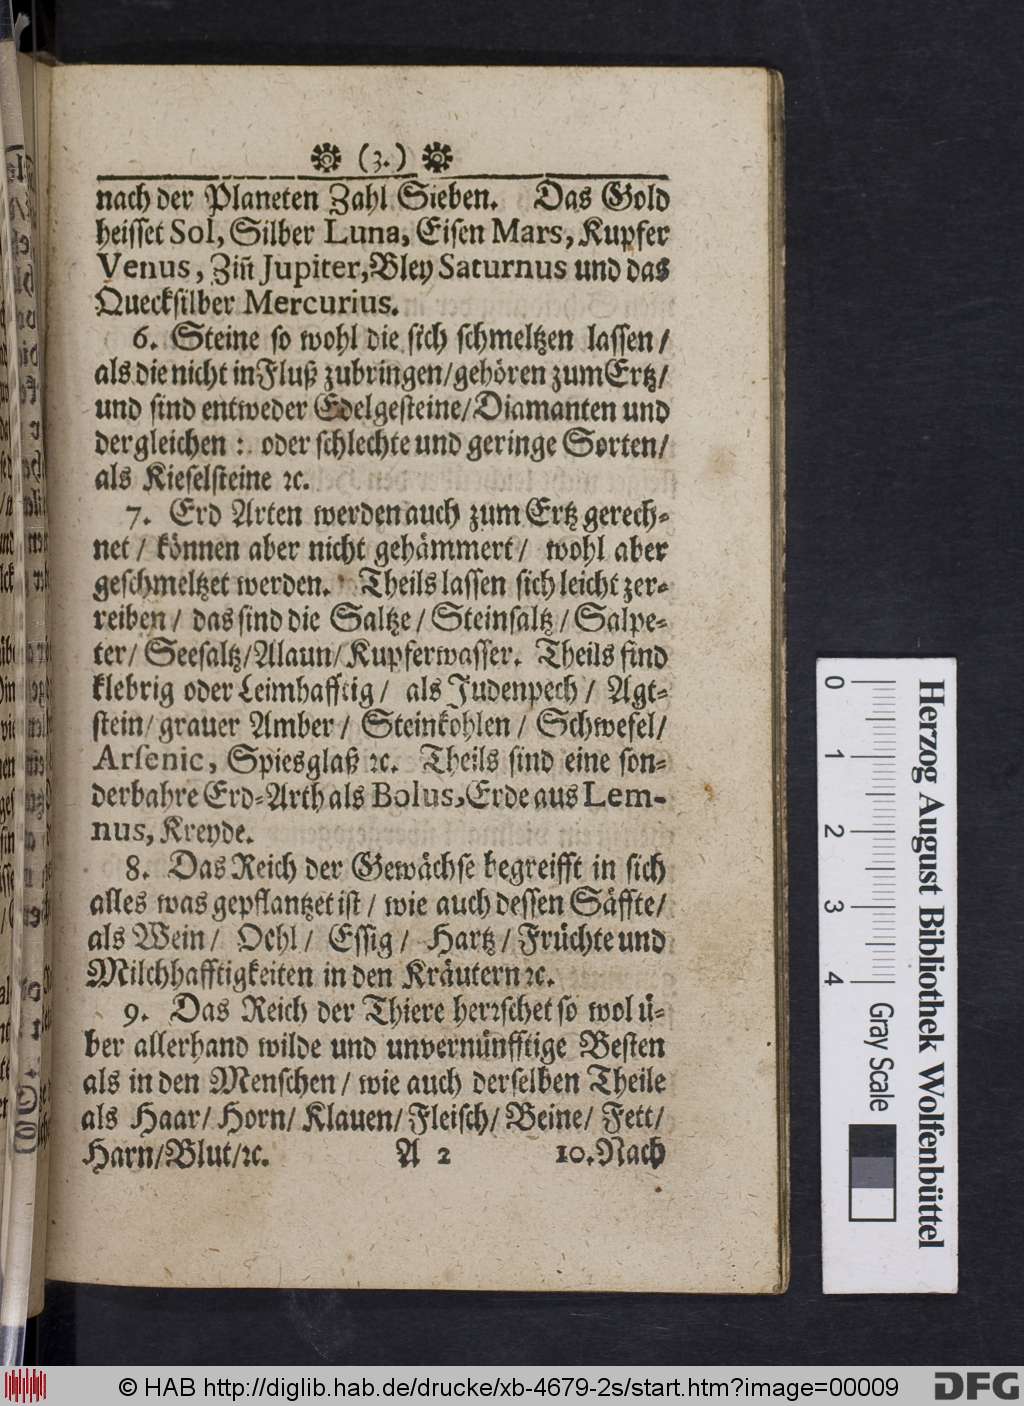 (3.)
nach der Planeten Zahl Sieben. Das Gold
heisset Sol, Silber Luna, Eisen Mars, Kupfer
Venus, Ziñ Jupiter, Bley Saturnus und das
Quecksilber Mercurius.
6. Steine so wohl die sich schmeltzen lassen /
als die nicht in Fluß zubringen / gehören zum Ertz /
und sind entweder Edelgesteine / Diamanten und
dergleichen : oder schlechte und geringe Sorten /
als Kieselsteine ꝛc.
7. Erd Arten werden auch zum Ertz gerech-
net / können aber nicht gehämmert / wohl aber
geschmeltzet werden. Theils lassen sich leicht zer-
reiben / das sind die Saltze / Steinsaltz / Salpe-
ter / Seesaltz / Alaun / Kupferwasser. Theils sind
klebrig oder Leimhafftig / als Judenpech / Agt-
stein / grauer Amber / Steinkohlen / Schwefel /
Arsenic, Spiesglaß ꝛc. Theils sind eine son-
derbahre Erd-Arth als Bolus, Erde aus Lem-
nus, Kreyde.
8. Das Reich der Gewächse begreifft in sich
alles was gepflantzet ist / wie auch dessen Säffte /
als Wein / Oehl / Essig / Hartz / Früchte und
Milchhafftigkeiten in den Kräutern ꝛc.
9. Das Reich der Thiere herꝛschet so wol ü-
ber allerhand wilde und unvernünfftige Besten
als in den Menschen / wie auch derselben Theile
als Haar / Horn / Klauen / Fleisch / Beine / Fett /
Harn / Blut / ꝛc. A 2 10. Nach
0 1 2 3 4
Herzog August Bibliothek Wolfenbüttel
Gray Scale
© HAB http://diglib.hab.de/drucke/xb-4679-2s/start.htm?image=00009
DFG